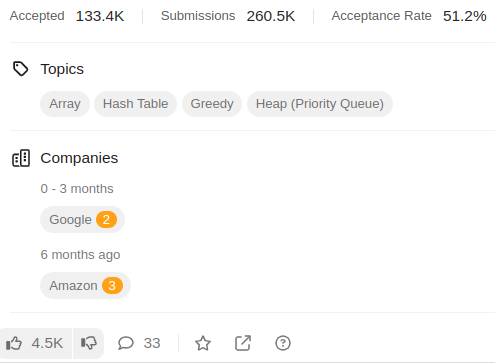 Accepted 133.4K Submissions 260.5K Acceptance Rate 51.2%
Topics
Array Hash Table Greedy Heap (Priority Queue)
Companies
0 - 3 months
Google 2
6 months ago
Amazon 3
4.5K 33